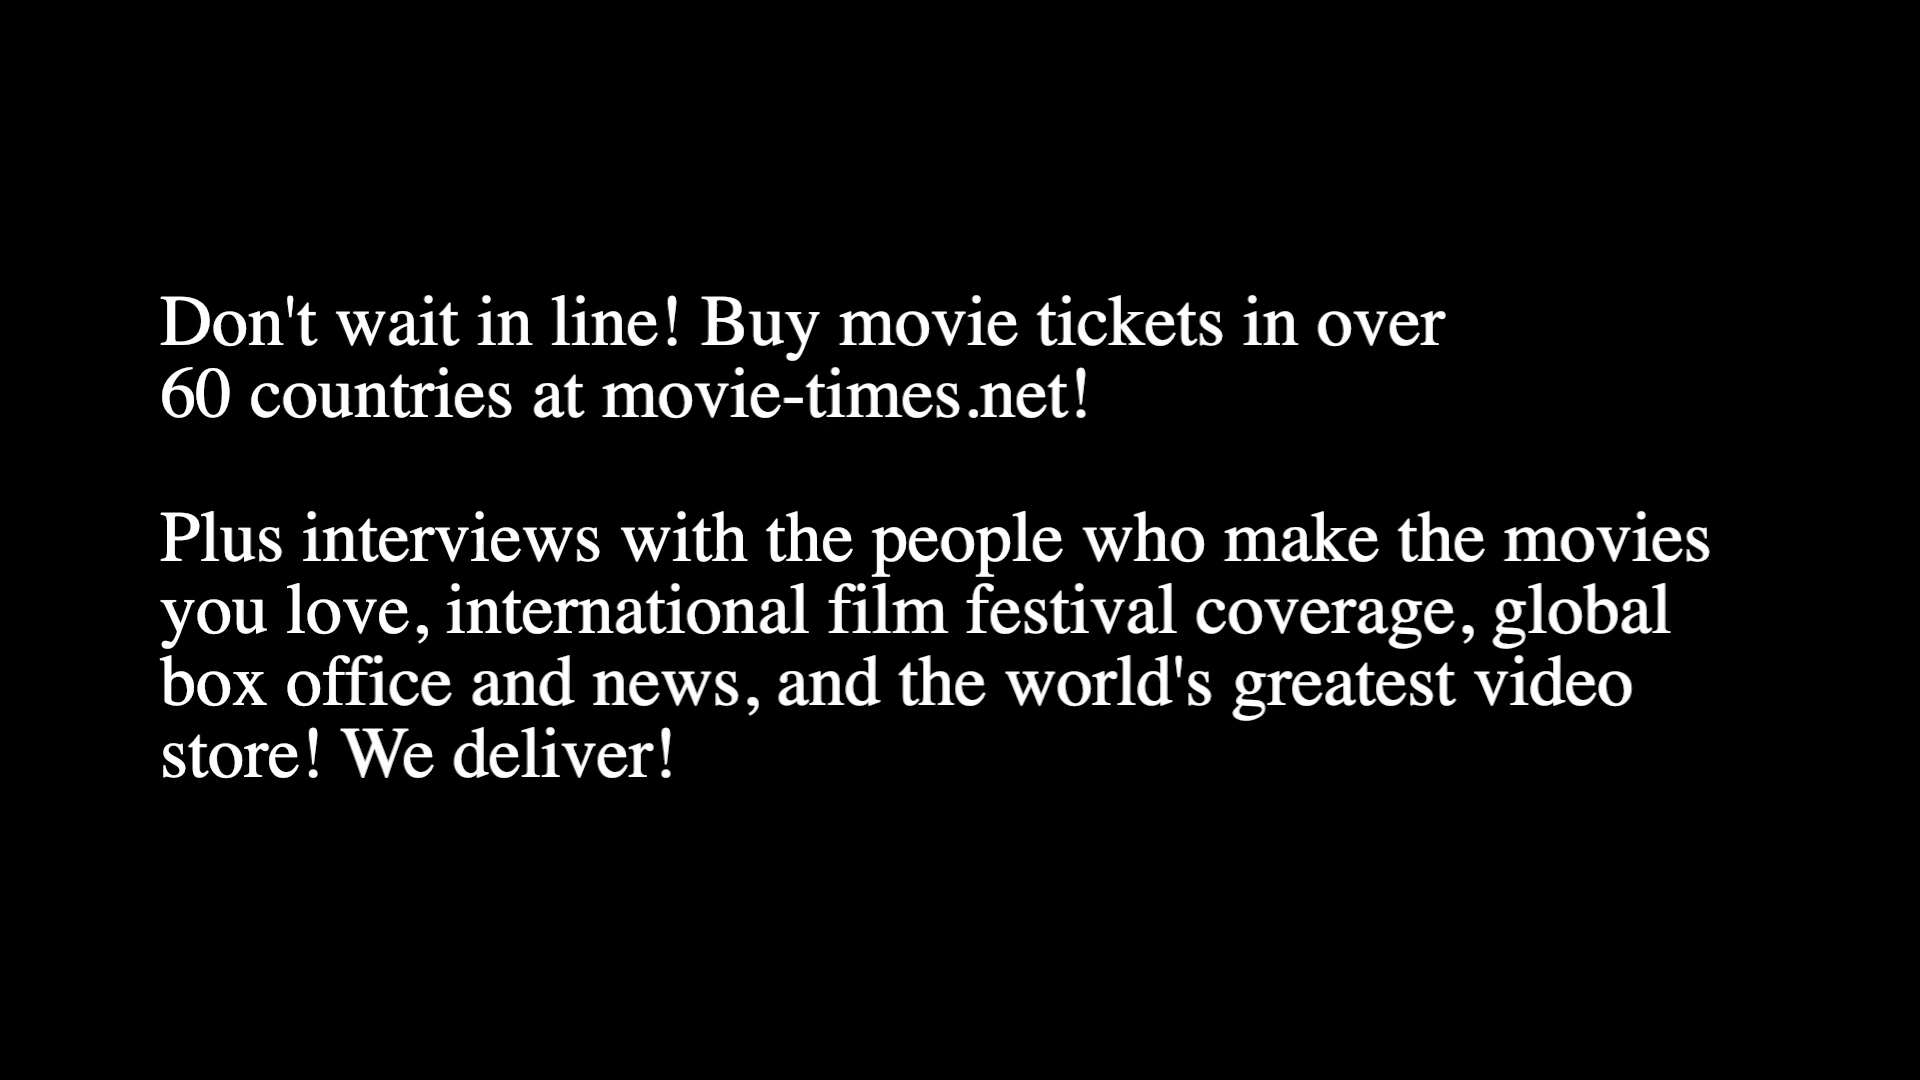 Don't wait in line! Buy movie tickets in over
60 countries at movie-times.net!
Plus interviews with the people who make the movies
you love, international film festival coverage, global
box office and news, and the world's greatest video
store! We deliver!